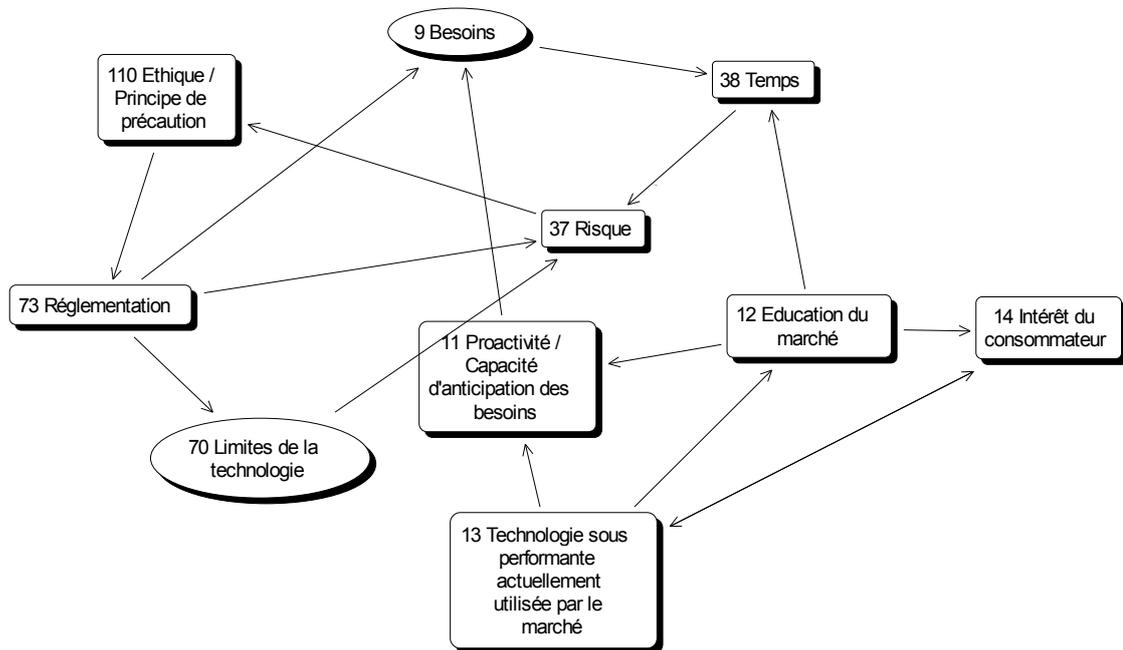 9 Besoins
110 Ethique /
Principe de
précaution
38 Temps
37 Risque
73 Réglementation
12 Education du
marché
14 Intérêt du
consommateur
11 Proactivité /
Capacité
d'anticipation des
besoins
70 Limites de la
technologie
13 Technologie sous
performante
actuellement
utilisée par le
marché